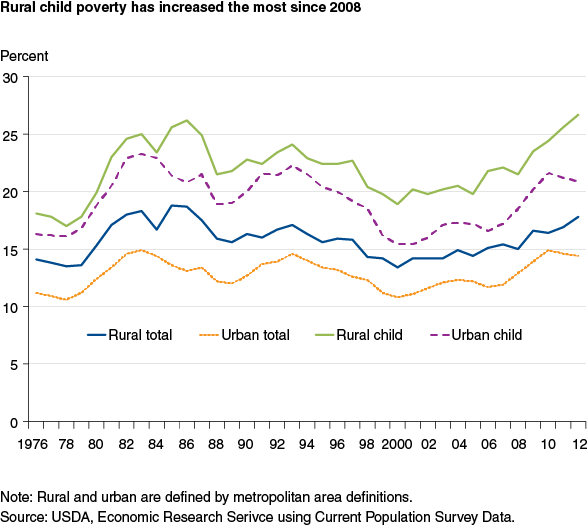 Rural child poverty has increased the most since 2008
Percent
30
25
20
15
10
5
0
Rural total Urban total Rural child Urban child
1976 78 80 82 84 86 88 90 92 94 96 98 2000 02 04 06 08 10 12
Note: Rural and urban are defined by metropolitan area definitions.
Source: USDA, Economic Research Serivce using Current Population Survey Data.